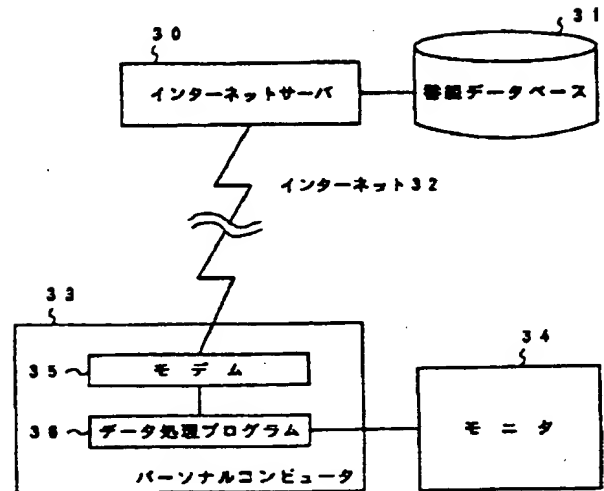 30
31
インターネットサーバ
データベース
インターネット32
33
34
35
モデム
36
データ処理プログラム
モニタ
パーソナルコンピュータ